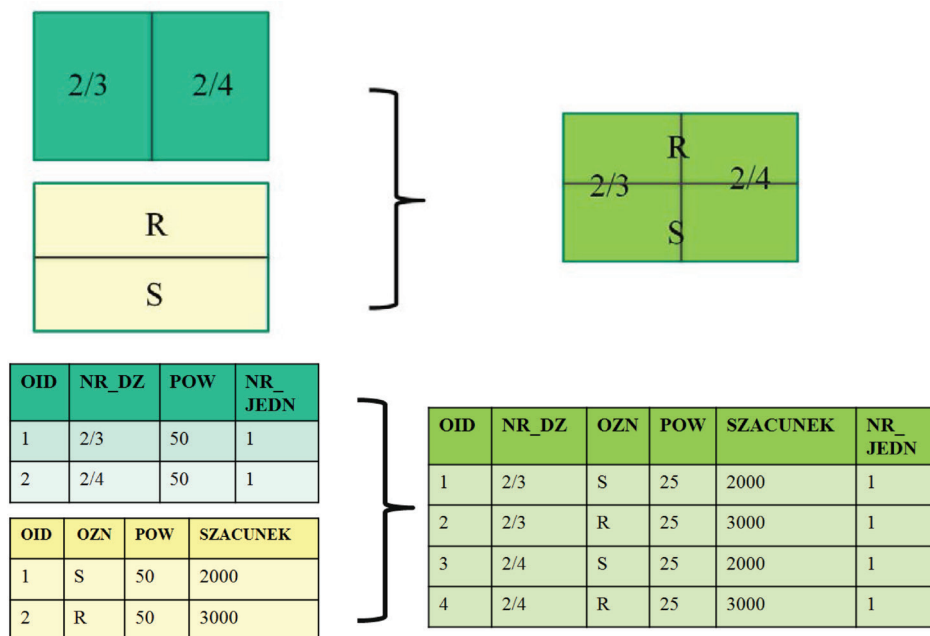 2/3 2/4
R
S
R
2/3 2/4
S
OID NR_DZ POW NR_
JEDN
1 2/3 50 1
2 2/4 50 1
OID OZN POW SZACUNEK
1 S 50 2000
2 R 50 3000
OID NR_DZ OZN POW SZACUNEK NR_
JEDN
1 2/3 S 25 2000 1
2 2/3 R 25 3000 1
3 2/4 S 25 2000 1
4 2/4 R 25 3000 1